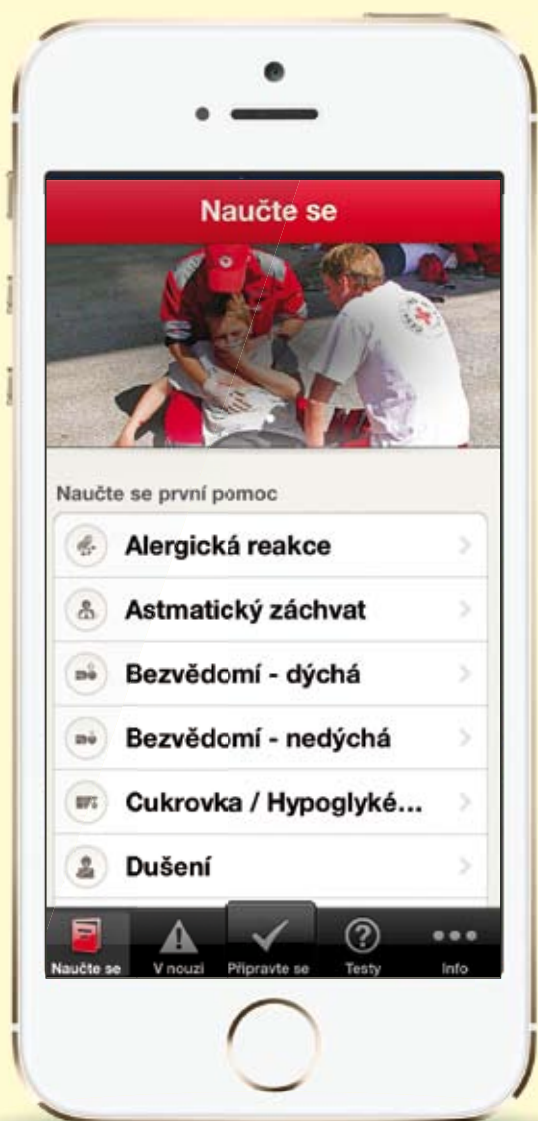 Naučte se
Naučte se první pomoc
Alergická reakce
Astmatický záchvat
Bezvědomí - dýchá
Bezvědomí - nedýchá
Cukrovka / Hypoglyké...
Dušení
Naučte se V nouzi Připravte se Testy Info